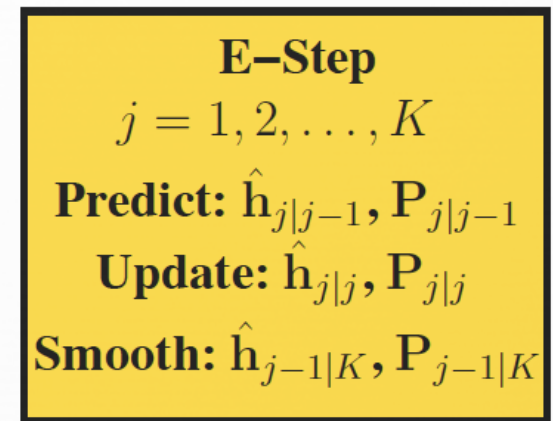 E–Step
j = 1, 2, . . . , K
Predict: ĥ_{j|j−1}, P_{j|j−1}
Update: ĥ_{j|j}, P_{j|j}
Smooth: ĥ_{j−1|K}, P_{j−1|K}